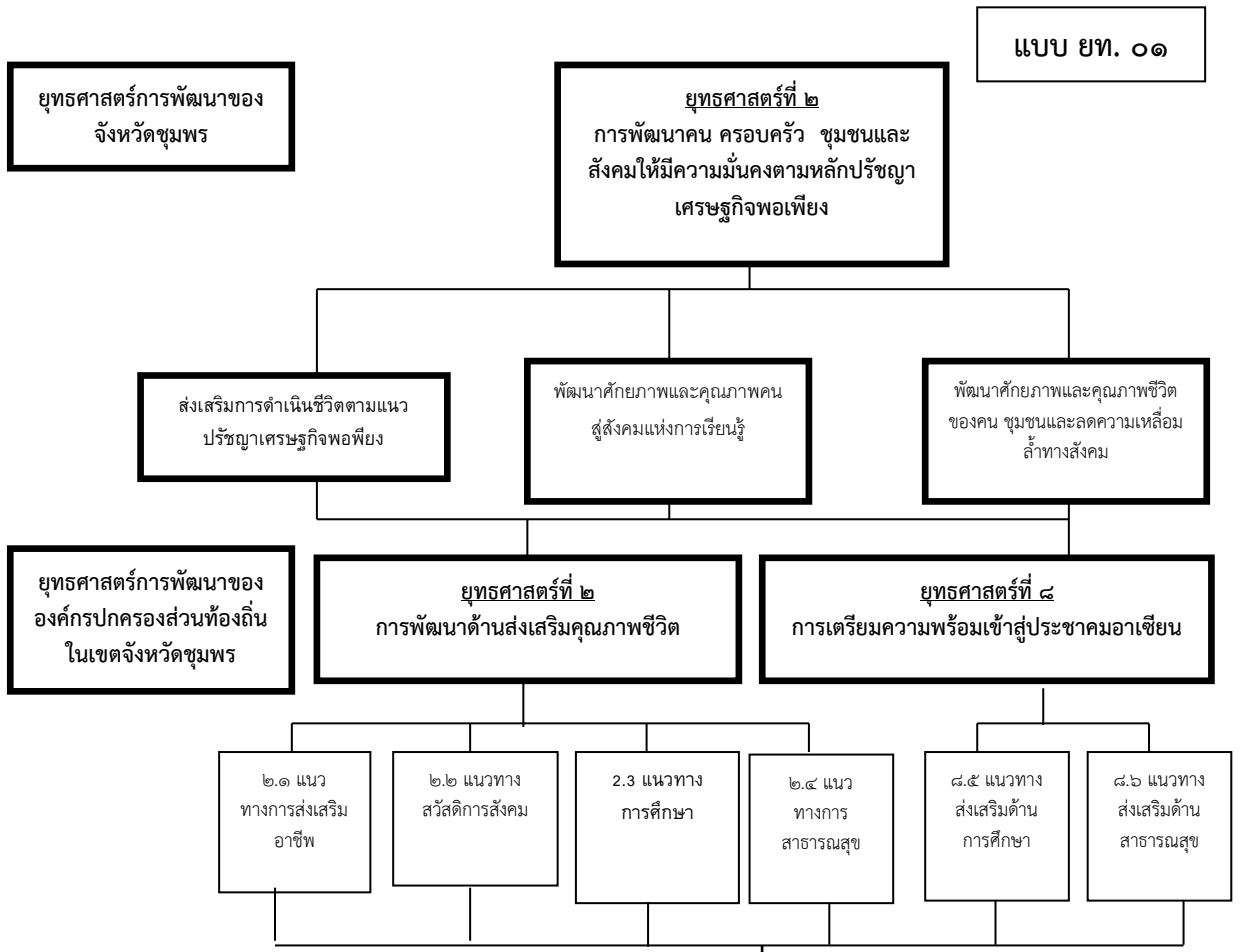 แบบ ยท. ๐๑
ยุทธศาสตร์การพัฒนาของ
จังหวัดชุมพร
ยุทธศาสตร์ที่ ๒
การพัฒนาคน ครอบครัว ชุมชนและ
สังคมให้มีความมั่นคงตามหลักปรัชญา
เศรษฐกิจพอเพียง
ส่งเสริมการดำเนินชีวิตตามแนว
ปรัชญาเศรษฐกิจพอพียง
พัฒนาศักยภาพและคุณภาพคน
สู่สังคมแห่งการเรียนรู้
พัฒนาศักยภาพและคุณภาพชีวิต
ของคน ชุมชนและลดความเหลื่อม
ล้ำทางสังคม
ยุทธศาสตร์การพัฒนาของ
องค์กรปกครองส่วนท้องถิ่น
ในเขตจังหวัดชุมพร
ยุทธศาสตร์ที่ ๒
การพัฒนาด้านส่งเสริมคุณภาพชีวิต
ยุทธศาสตร์ที่ ๘
การเตรียมความพร้อมเข้าสู่ประชาคมอาเซียน
๒.๑ แนว
ทางการส่งเสริม
อาชีพ
๒.๒ แนวทาง
สวัสดิการสังคม
2.3 แนวทาง
การศึกษา
๒.๔ แนว
ทางการ
สาธารณสุข
๘.๕ แนวทาง
ส่งเสริมด้าน
การศึกษา
๘.๖ แนวทาง
ส่งเสริมด้าน
สาธารณสุข